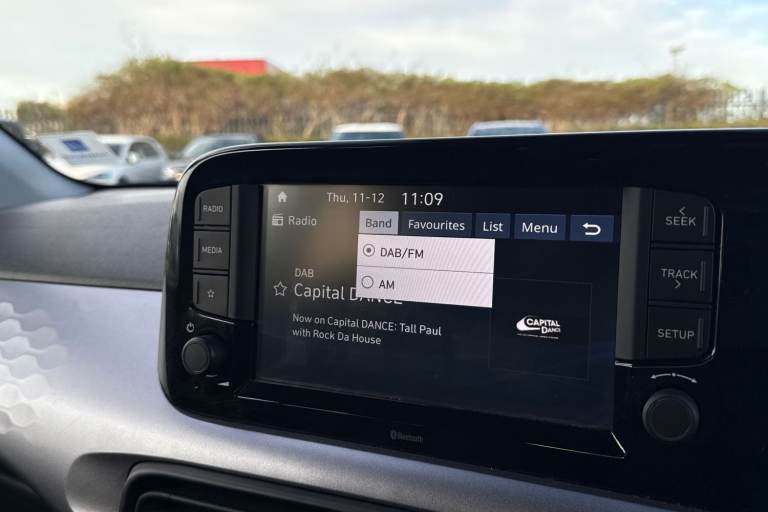 Thu, 11-12 11:09
Radio
Band Favourites List Menu
DAB/FM
AM
DAB
Capital DANCE
Now on Capital DANCE: Tall Paul
with Rock Da House
CAPITAL
DANCE
RADIO
MEDIA
SEEK
TRACK
SETUP
Bluetooth